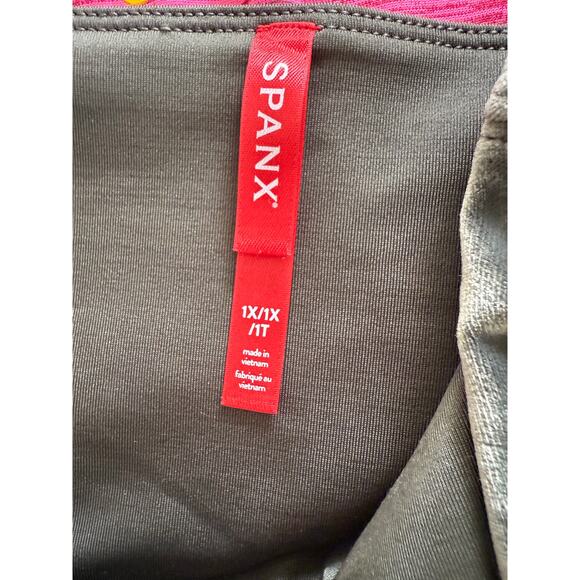 SPANX®
1X/1X
/1T
made in
vietnam
fabriqué au
vietnam